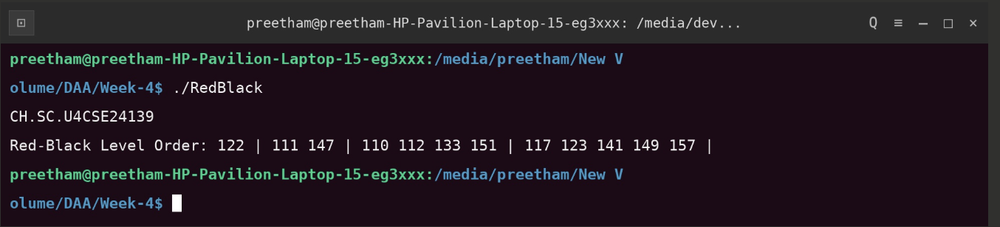 preetham@preetham-HP-Pavilion-Laptop-15-eg3xxx: /media/dev...
preetham@preetham-HP-Pavilion-Laptop-15-eg3xxx:/media/preetham/New V
olume/DAA/Week-4$ ./RedBlack
CH.SC.U4CSE24139
Red-Black Level Order: 122 | 111 147 | 110 112 133 151 | 117 123 141 149 157 |
preetham@preetham-HP-Pavilion-Laptop-15-eg3xxx:/media/preetham/New V
olume/DAA/Week-4$